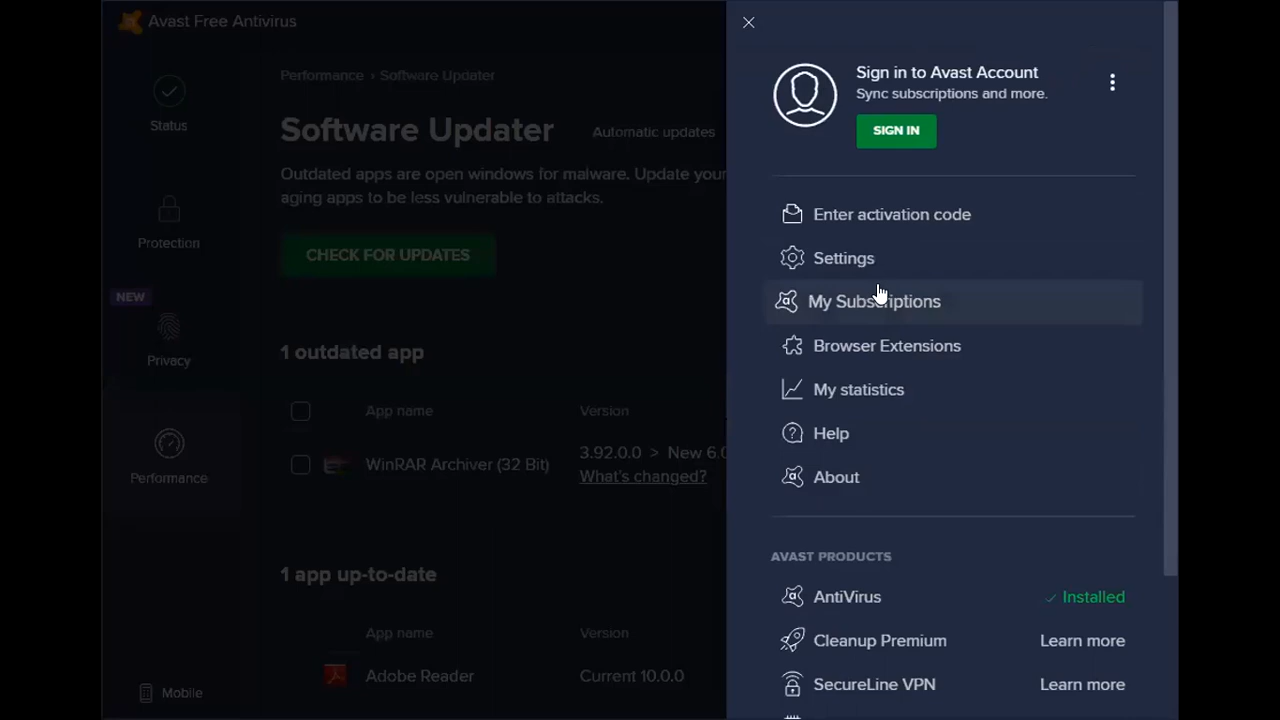 Avast Free Antivirus
Status
Protection
NEW
Privacy
Performance
Mobile
Performance › Software Updater
Software Updater
Automatic updates
Outdated apps are open windows for malware. Update your
aging apps to be less vulnerable to attacks.
CHECK FOR UPDATES
1 outdated app
App name Version
WinRAR Archiver (32 Bit) 3.92.0.0 > New 6.0
What's changed?
1 app up-to-date
App name Version
Adobe Reader Current 10.0.0
Sign in to Avast Account
Sync subscriptions and more.
SIGN IN
Enter activation code
Settings
My Subscriptions
Browser Extensions
My statistics
Help
About
AVAST PRODUCTS
AntiVirus Installed
Cleanup Premium Learn more
SecureLine VPN Learn more